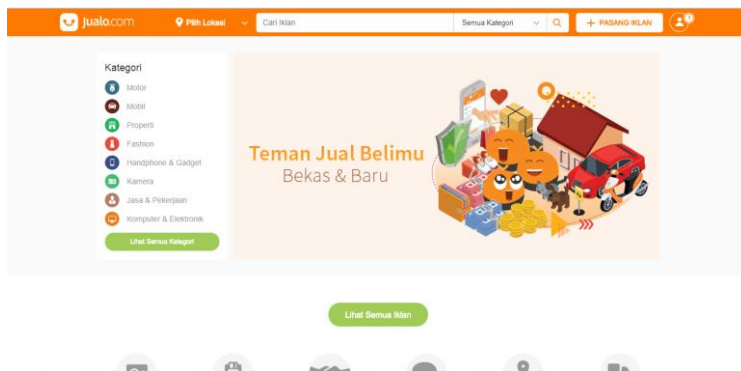 jualo.com
Pilih Lokasi
Cari Iklan
Semua Kategori
+ PASANG IKLAN
Kategori
Motor
Mobil
Properti
Fashion
Handphone & Gadget
Kamera
Jasa & Pekerjaan
Komputer & Elektronik
Lihat Semua Kategori
Teman Jual Belimu
Bekas & Baru
Lihat Semua Iklan